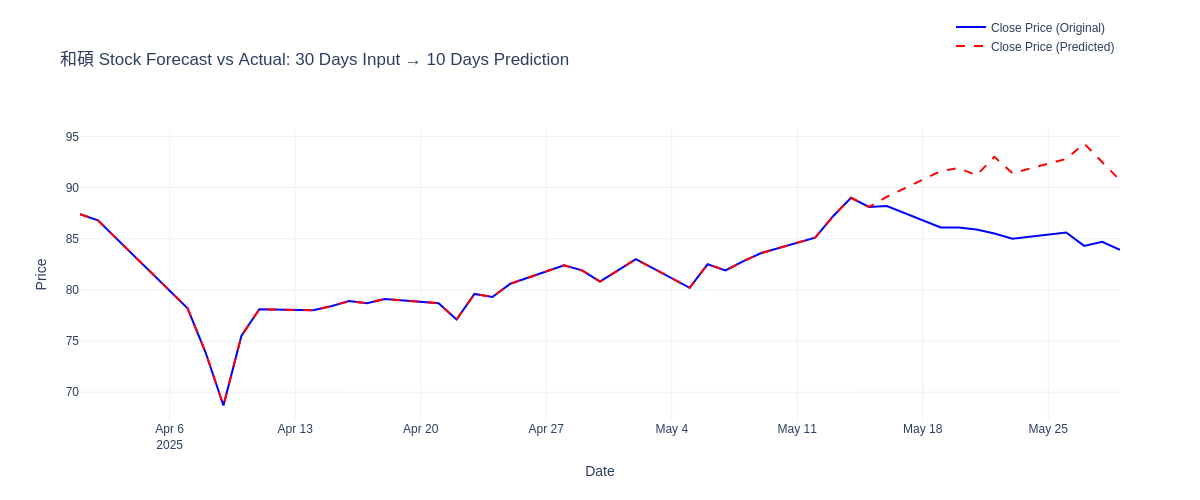 和碩 Stock Forecast vs Actual: 30 Days Input → 10 Days Prediction
Close Price (Original)
Close Price (Predicted)
Price
95
90
85
80
75
70
Apr 6
2025
Apr 13
Apr 20
Apr 27
May 4
May 11
May 18
May 25
Date